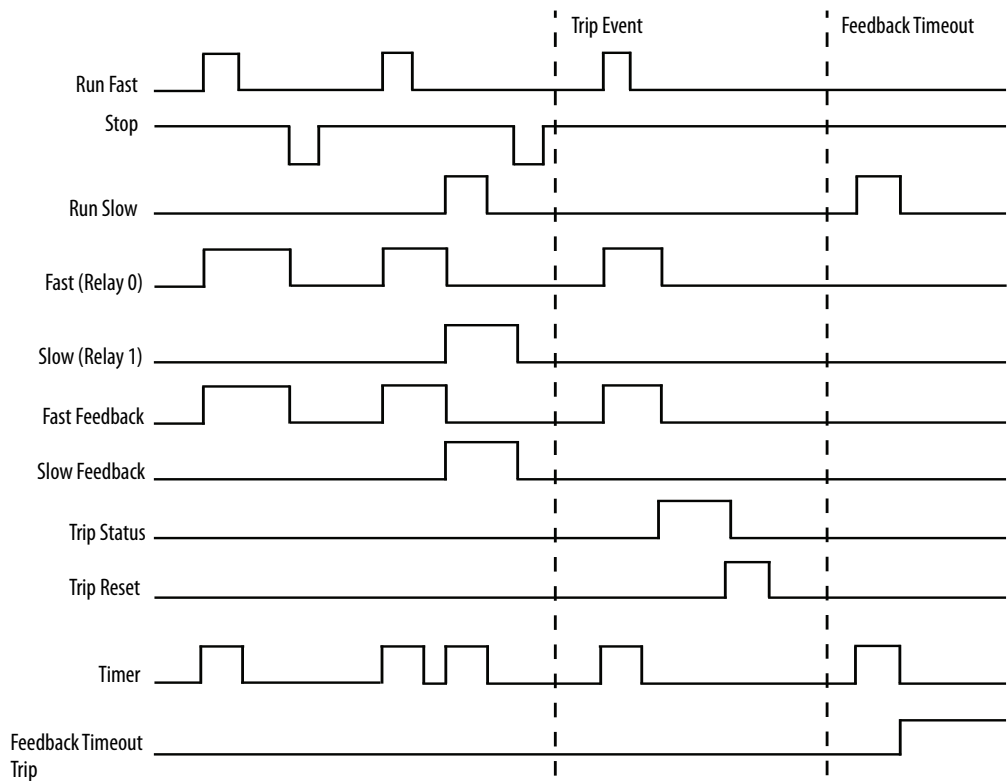 Trip Event
Feedback Timeout
Run Fast
Stop
Run Slow
Fast (Relay 0)
Slow (Relay 1)
Fast Feedback
Slow Feedback
Trip Status
Trip Reset
Timer
Feedback Timeout
Trip